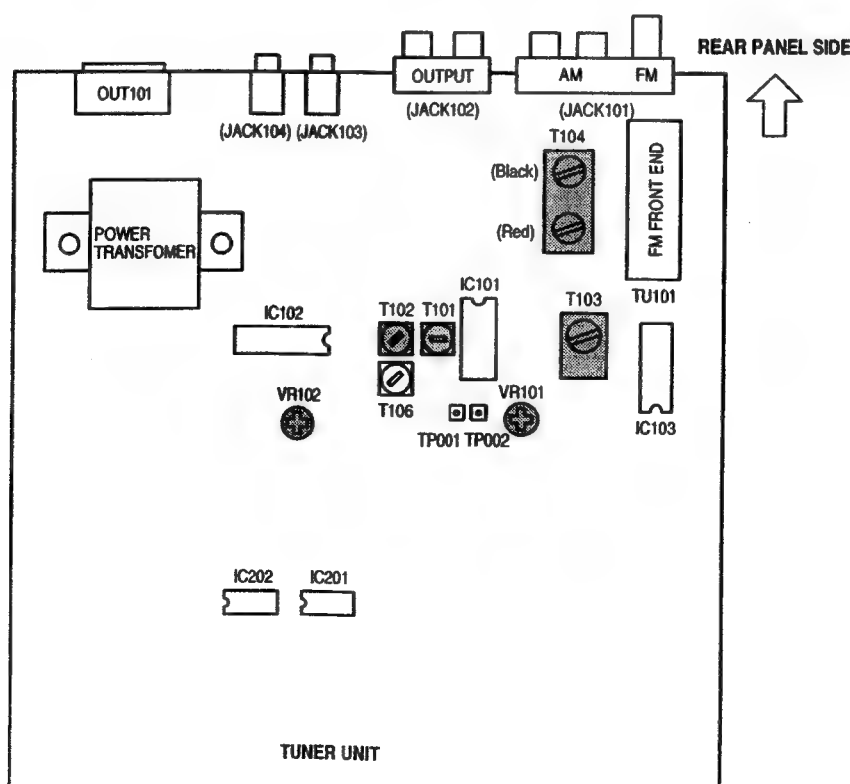 REAR PANEL SIDE
OUTPUT
AM
FM
OUT101
(JACK104)
(JACK103)
(JACK102)
(JACK101)
T104
(Black)
(Red)
FM FRONT END
TU101
POWER
TRANSFOMER
IC102
T102
T101
IC101
T103
T106
VR102
VR101
TP001
TP002
IC103
IC202
IC201
TUNER UNIT